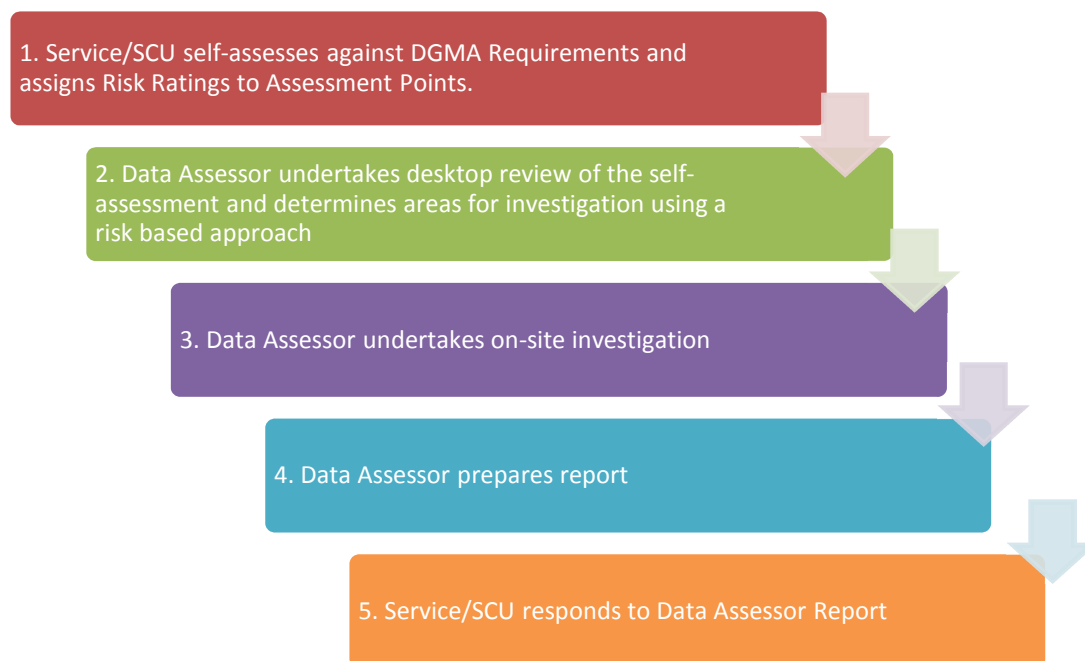 1. Service/SCU self-assesses against DGMA Requirements and
assigns Risk Ratings to Assessment Points.
2. Data Assessor undertakes desktop review of the self-
assessment and determines areas for investigation using a
risk based approach
3. Data Assessor undertakes on-site investigation
4. Data Assessor prepares report
5. Service/SCU responds to Data Assessor Report